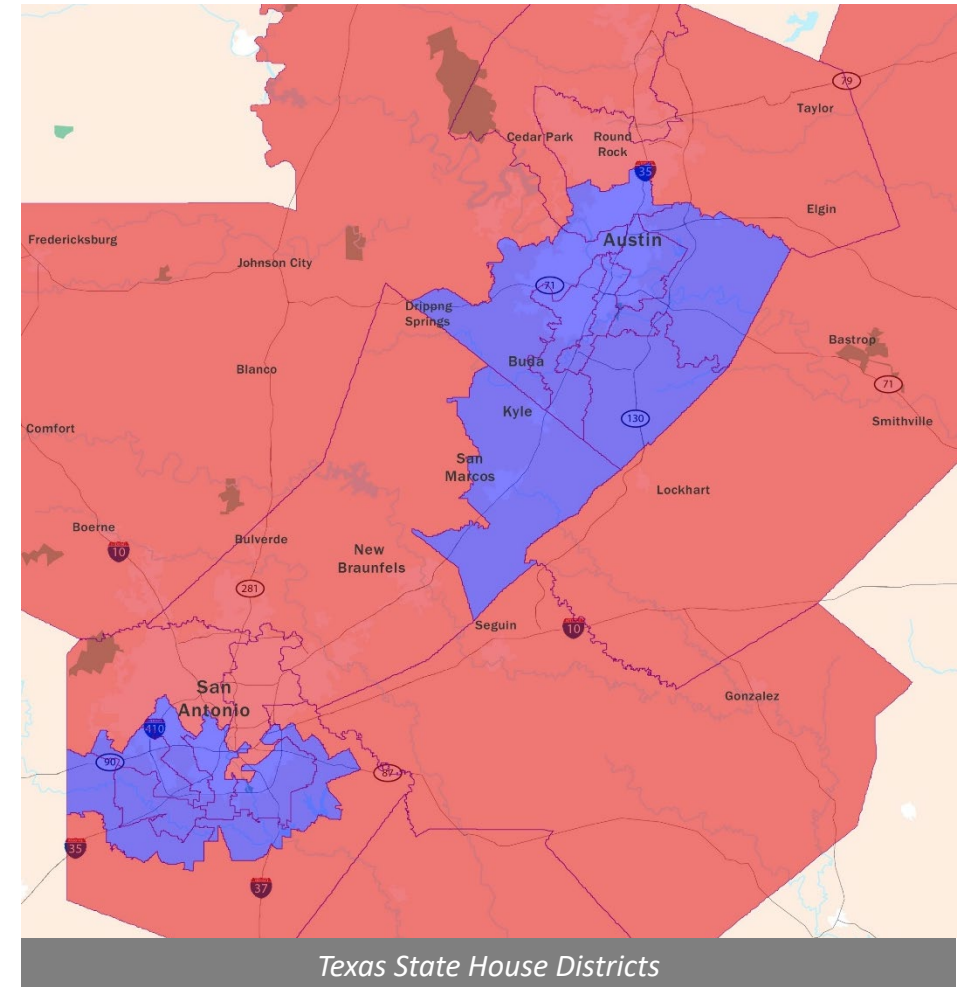 79
Taylor
Cedar Park
Round
Rock
35
Elgin
Fredericksburg
Austin
Johnson City
71
Drippng
Springs
Bastrop
Buda
Blanco
71
Kyle
130
Smithville
Comfort
San
Marcos
Lockhart
Boerne
10
Bulverde
New
Braunfels
281
Seguin
10
San
Antonio
Gonzalez
410
90
87
35
37
Texas State House Districts